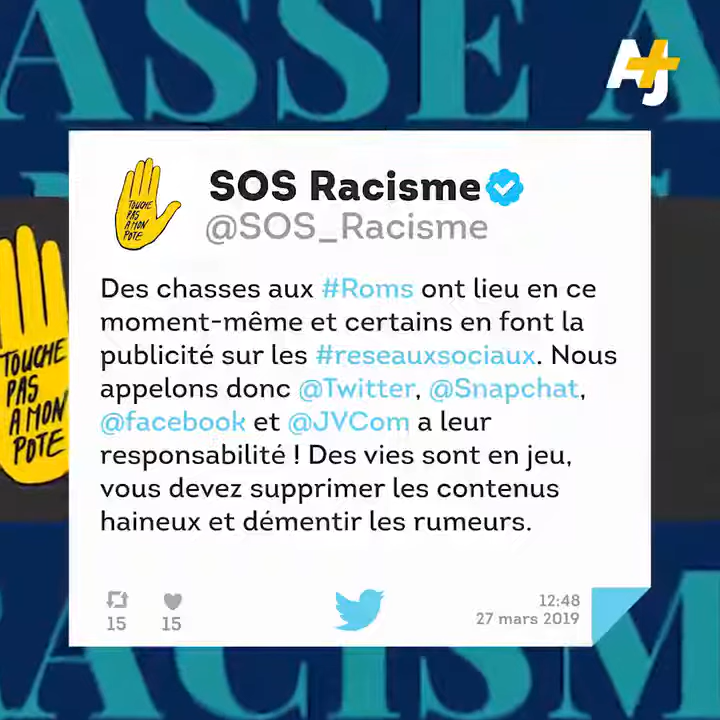 ASSE A
AJ+
SOS Racisme
@SOS_Racisme
TOUCHE
PAS
A MON
POTE
Des chasses aux #Roms ont lieu en ce
moment-même et certains en font la
publicité sur les #reseauxsociaux. Nous
appelons donc @Twitter, @Snapchat,
@facebook et @JVCom a leur
responsabilité ! Des vies sont en jeu,
vous devez supprimer les contenus
haineux et démentir les rumeurs.
TOUCHE
PAS
A MON
POTE
15
15
12:48
27 mars 2019
RACISM